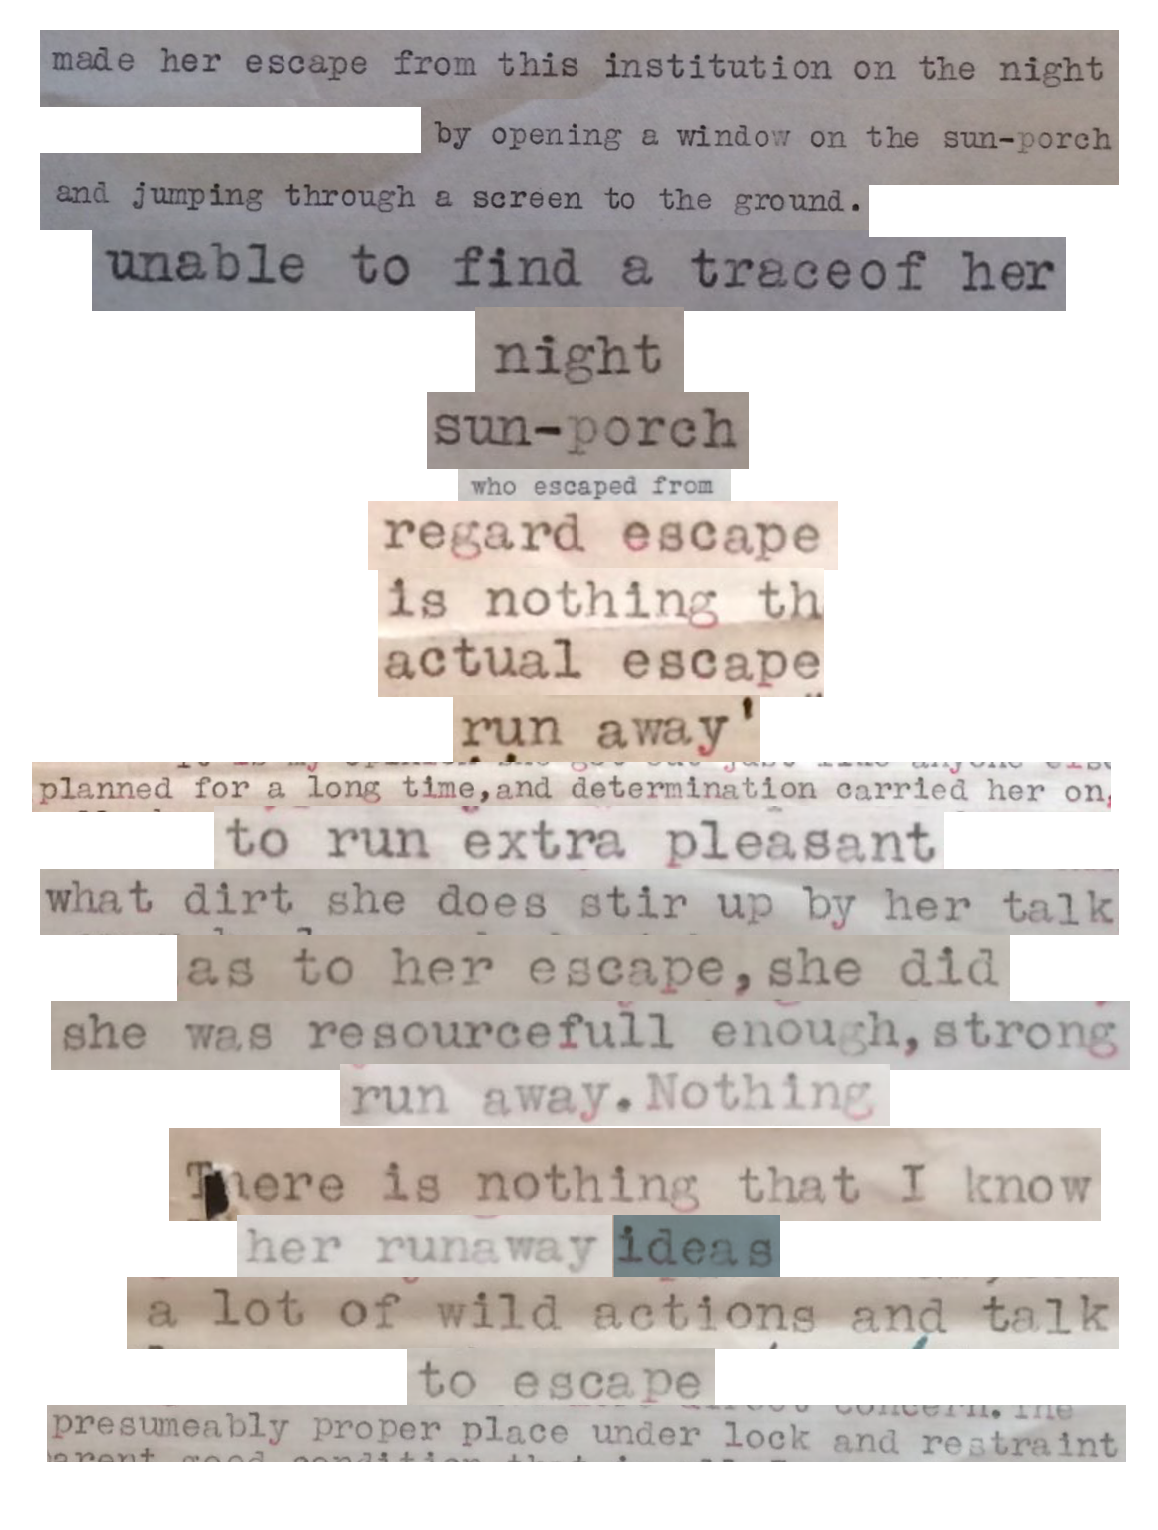 made her escape from this institution on the night
by opening a window on the sun-porch
and jumping through a screen to the ground.
unable to find a traceof her
night
sun-porch
who escaped from
regard escape
is nothing th
actual escape
run away'
planned for a long time,and determination carried her on,
to run extra pleasant
what dirt she does stir up by her talk
as to her escape,she did
she was resourcefull enough,strong
run away.Nothing
There is nothing that I know
her runaway ideas
a lot of wild actions and talk
to escape
presumeably proper place under lock and restraint